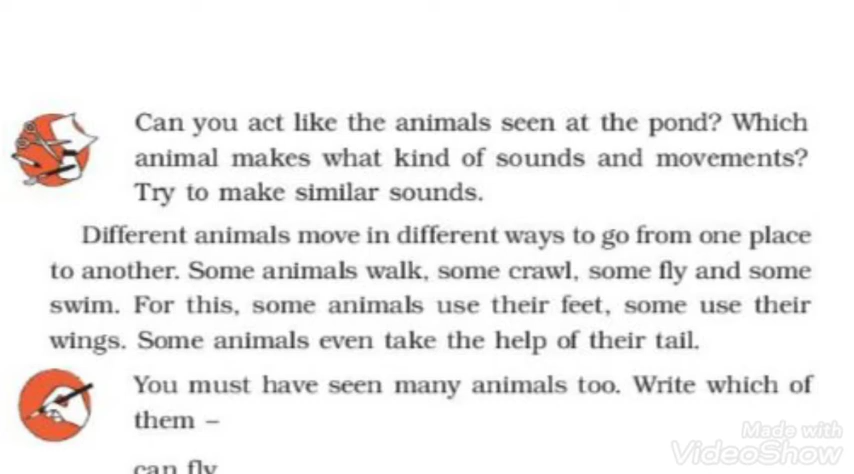 Can you act like the animals seen at the pond? Which
animal makes what kind of sounds and movements?
Try to make similar sounds.
Different animals move in different ways to go from one place
to another. Some animals walk, some crawl, some fly and some
swim. For this, some animals use their feet, some use their
wings. Some animals even take the help of their tail.
You must have seen many animals too. Write which of
them –
Made with
VideoShow
can fly